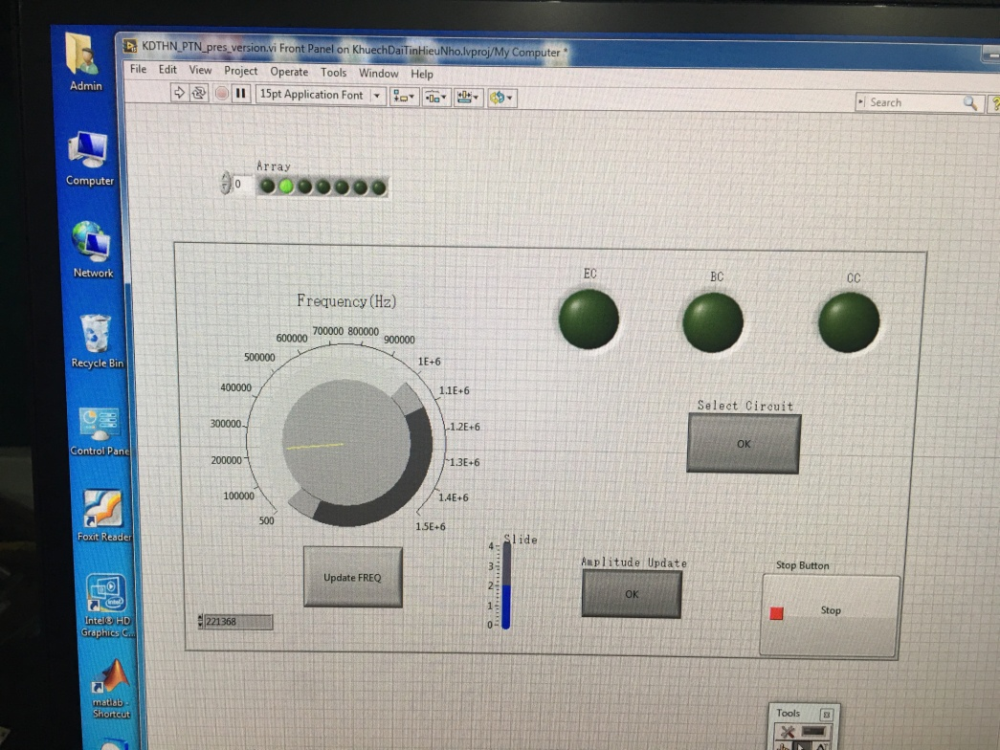 KDTHN_PTN_pres_version.vi Front Panel on KhuechDaiTinHieuNho.lvproj/My Computer *
File Edit View Project Operate Tools Window Help
15pt Application Font
Search
?
Admin
Computer
Network
Recycle Bin
Control Pane
Foxit Reader
Intel® HD
Graphics C...
matlab -
Shortcut
Array
0
Frequency(Hz)
500
100000
200000
300000
400000
500000
600000
700000
800000
900000
1E+6
1.1E+6
1.2E+6
1.3E+6
1.4E+6
1.5E+6
Update FREQ
221368
EC
BC
CC
Select Circuit
OK
Slide
4
3
2
1
0
Amplitude Update
OK
Stop Button
Stop
Tools